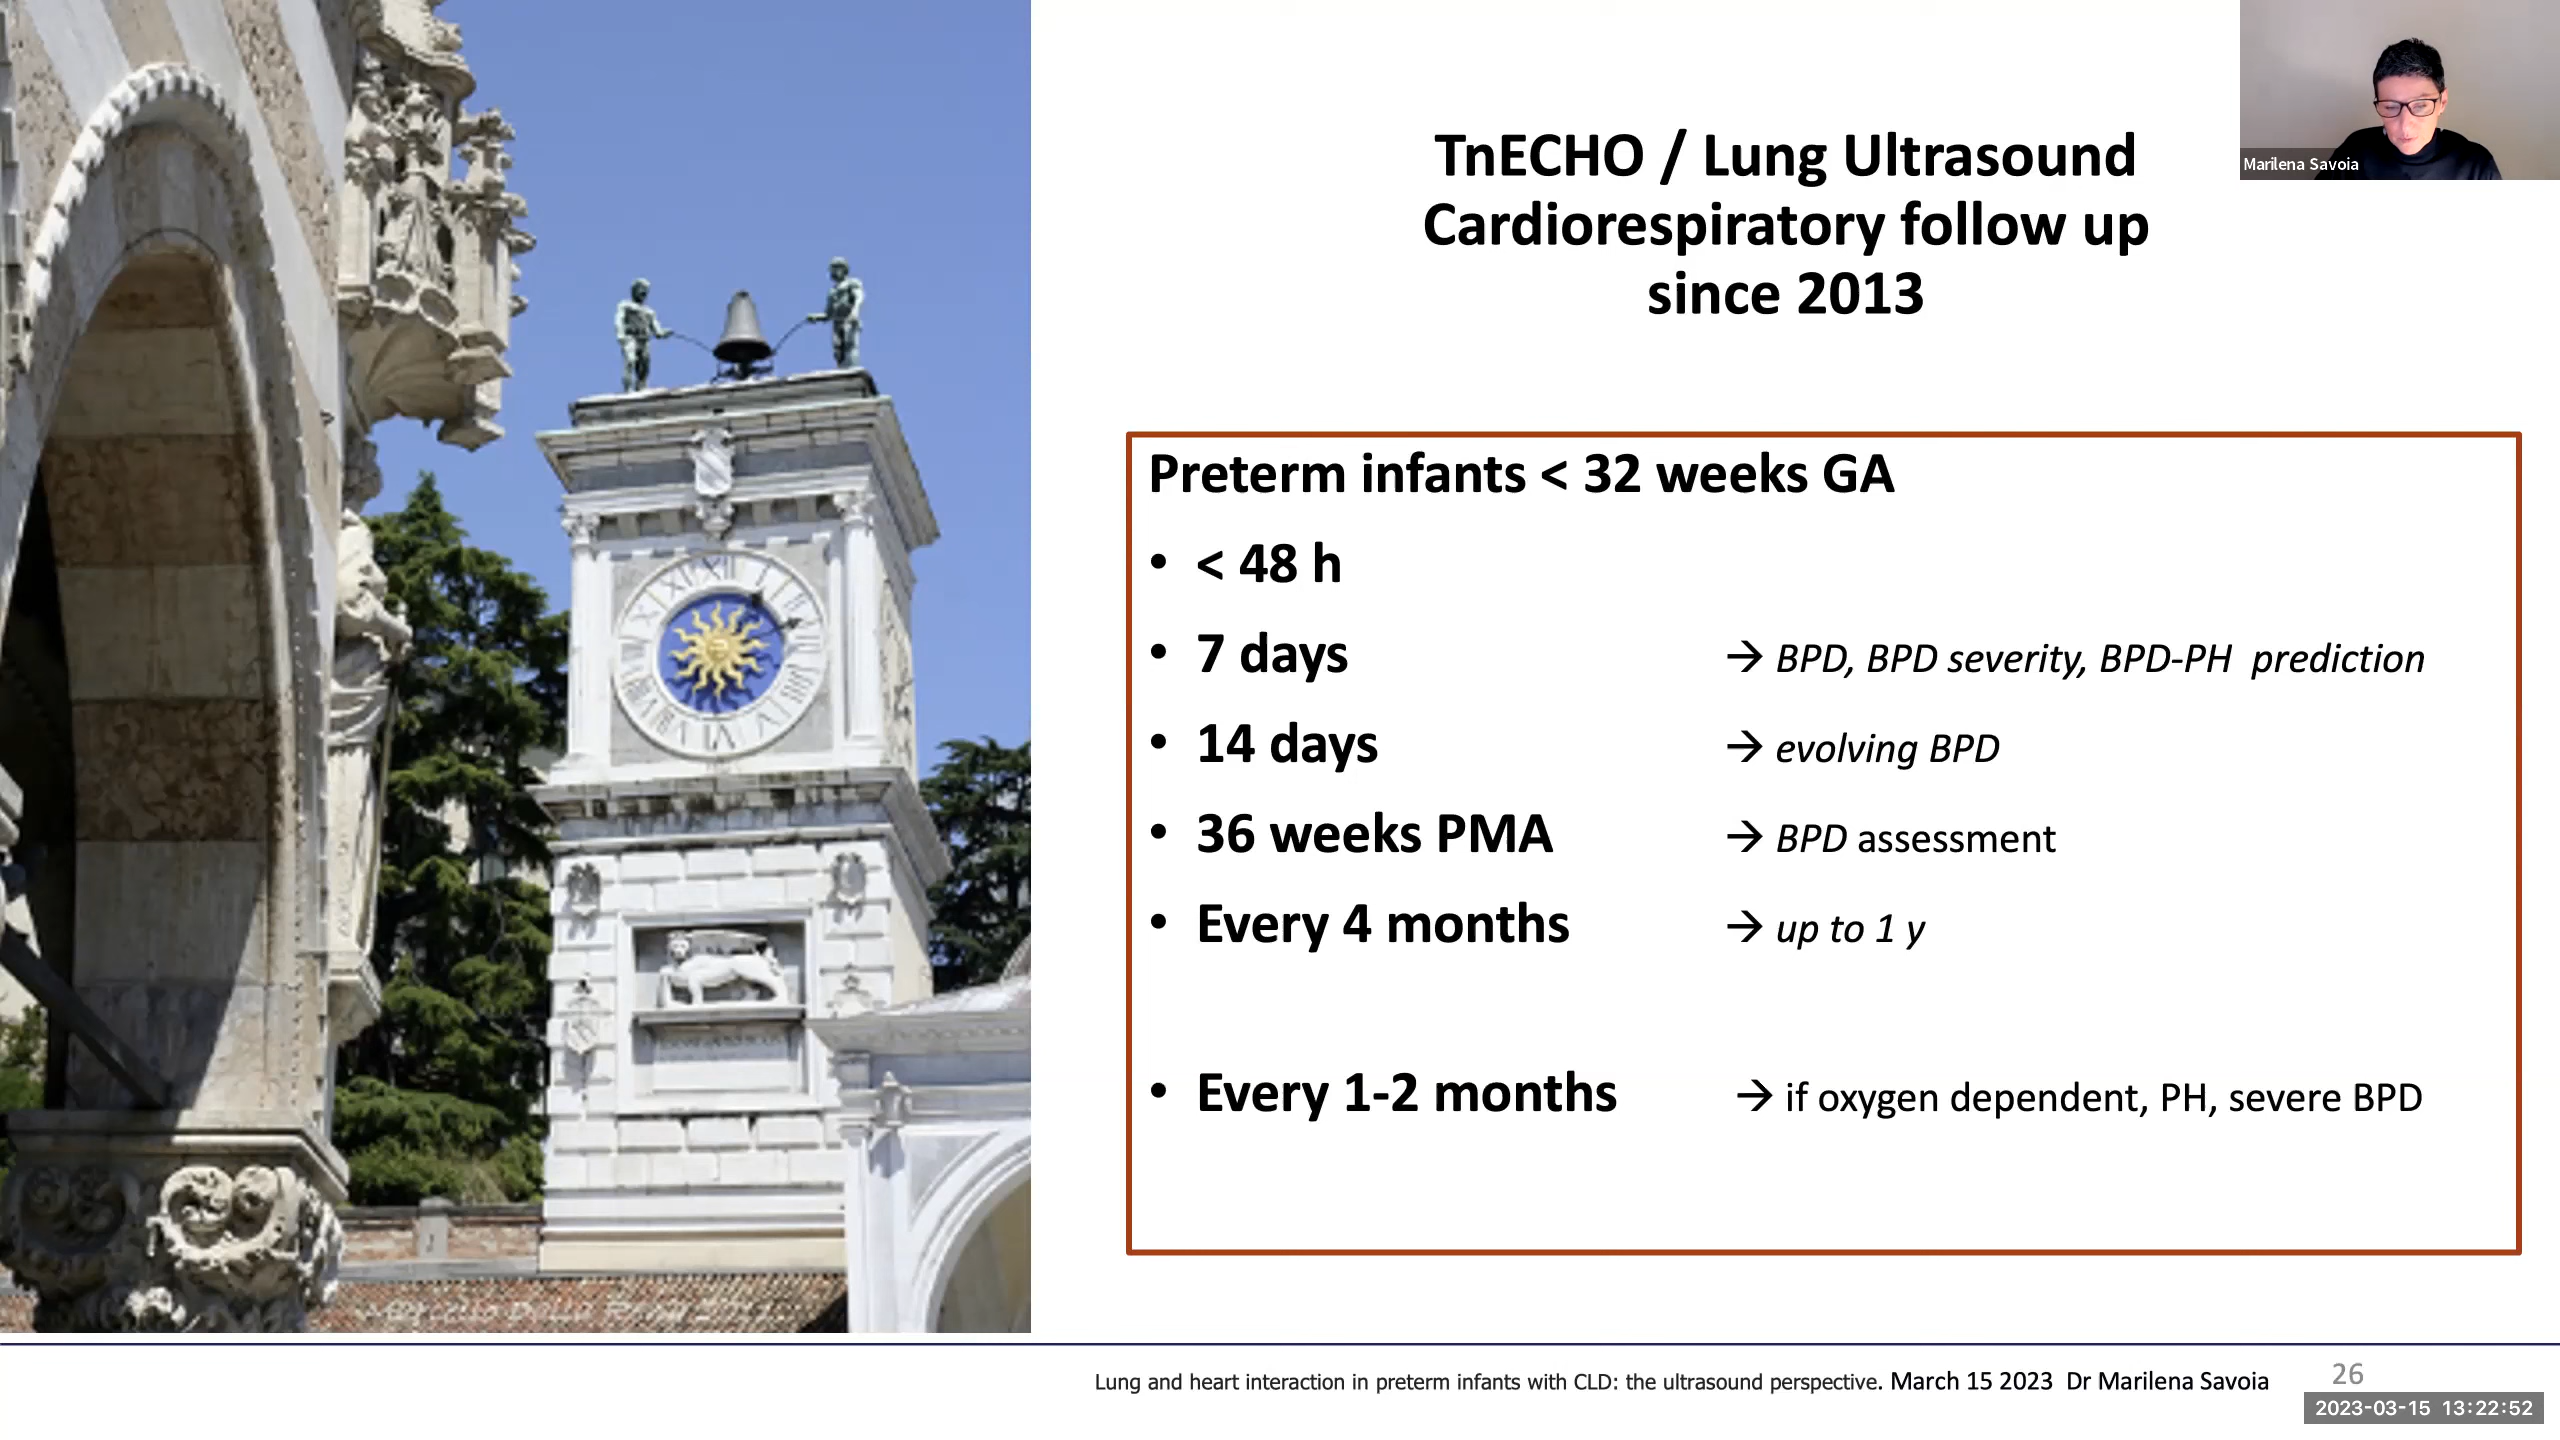 Marilena Savoia
TnECHO / Lung Ultrasound
Cardiorespiratory follow up
since 2013
Preterm infants < 32 weeks GA
• < 48 h
• 7 days → BPD, BPD severity, BPD-PH prediction
• 14 days → evolving BPD
• 36 weeks PMA → BPD assessment
• Every 4 months → up to 1 y
• Every 1-2 months → if oxygen dependent, PH, severe BPD
Lung and heart interaction in preterm infants with CLD: the ultrasound perspective. March 15 2023 Dr Marilena Savoia
26
2023-03-15 13:22:52